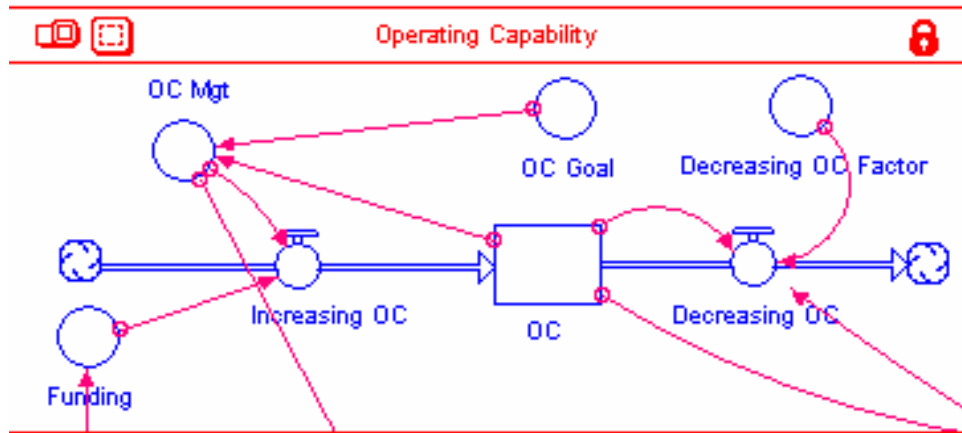 Operating Capability
OC Mgt
OC Goal
Decreasing OC Factor
Increasing OC
OC
Decreasing OC
Funding